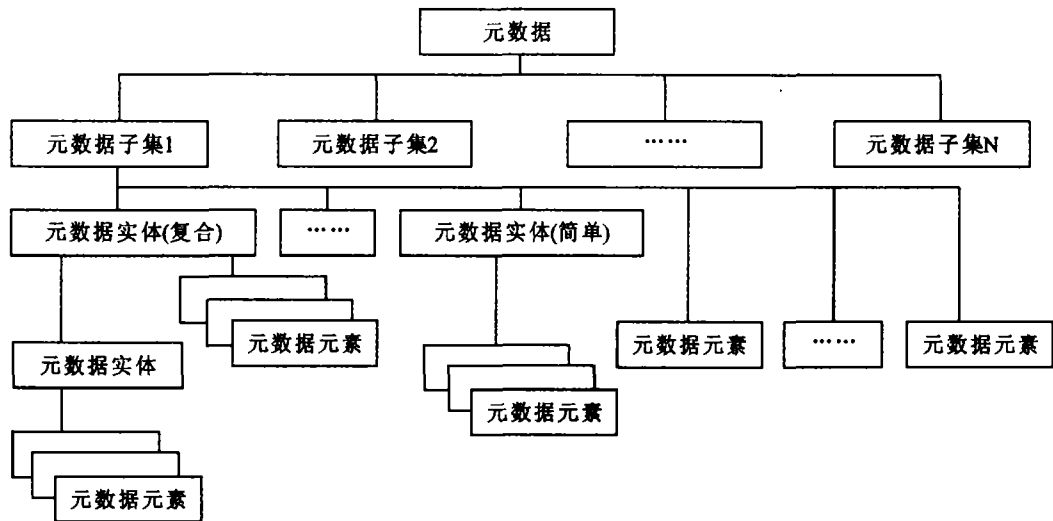 元数据
元数据子集1
元数据子集2
……
元数据子集N
元数据实体(复合)
……
元数据实体(简单)
元数据元素
元数据元素
……
元数据元素
元数据实体
元数据元素
元数据元素